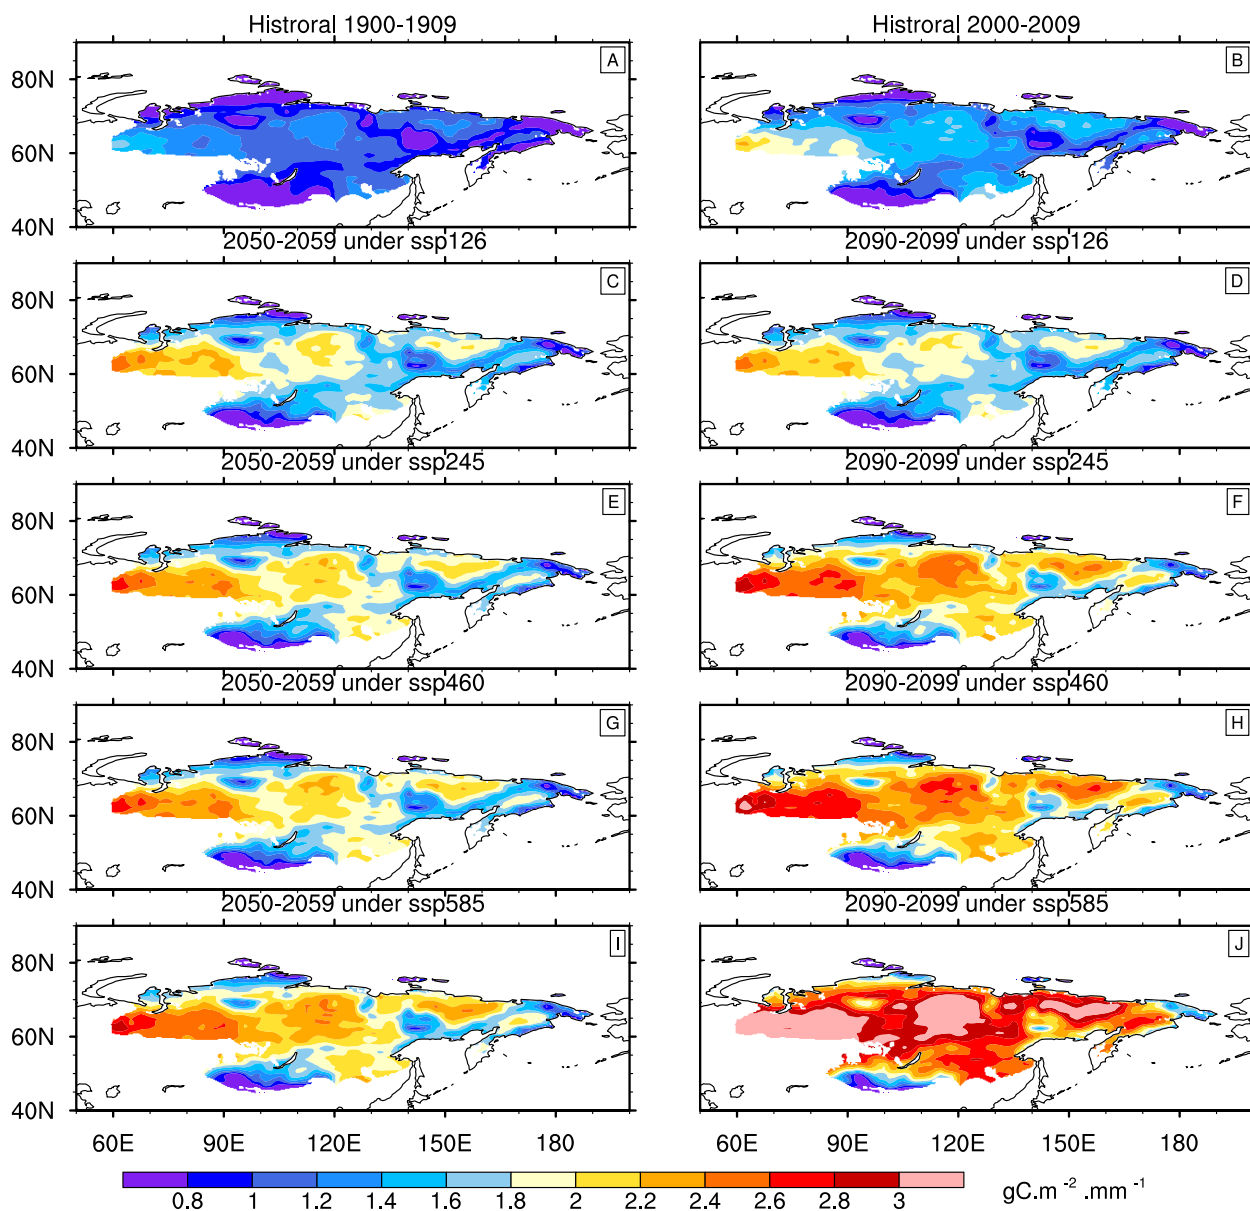 Histroral 1900-1909 Histroral 2000-2009
A B
80N
60N
40N
2050-2059 under ssp126 2090-2099 under ssp126
C D
80N
60N
40N
2050-2059 under ssp245 2090-2099 under ssp245
E F
80N
60N
40N
2050-2059 under ssp460 2090-2099 under ssp460
G H
80N
60N
40N
2050-2059 under ssp585 2090-2099 under ssp585
I J
80N
60N
40N
60E 90E 120E 150E 180 60E 90E 120E 150E 180
0.8 1 1.2 1.4 1.6 1.8 2 2.2 2.4 2.6 2.8 3 gC.m⁻² .mm⁻¹